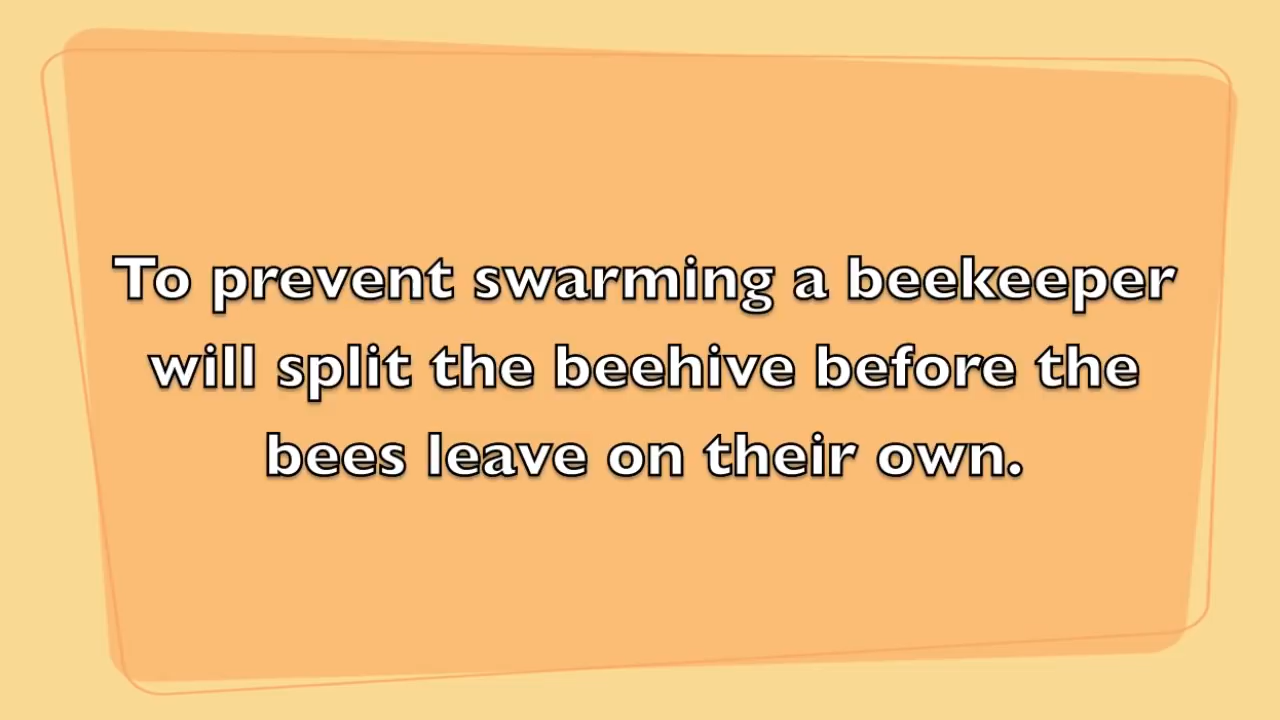 To prevent swarming a beekeeper
will split the beehive before the
bees leave on their own.